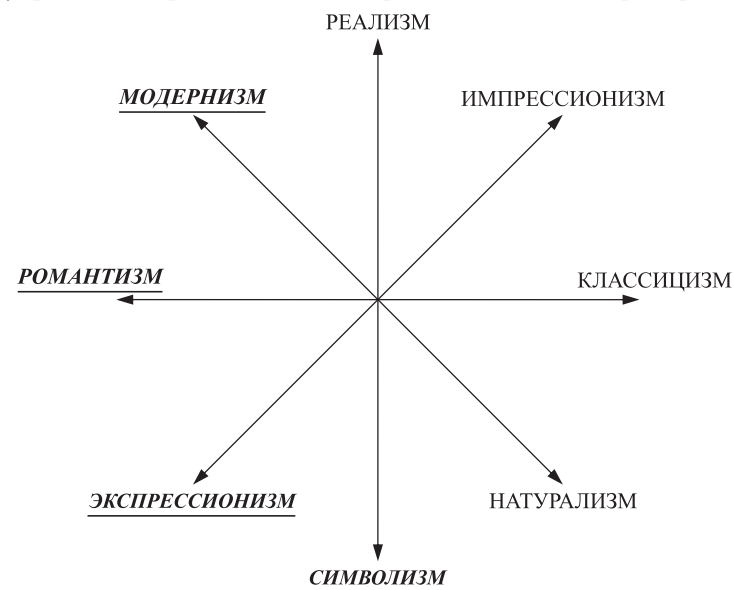 РЕАЛИЗМ
МОДЕРНИЗМ
ИМПРЕССИОНИЗМ
РОМАНТИЗМ
КЛАССИЦИЗМ
ЭКСПРЕССИОНИЗМ
НАТУРАЛИЗМ
СИМВОЛИЗМ